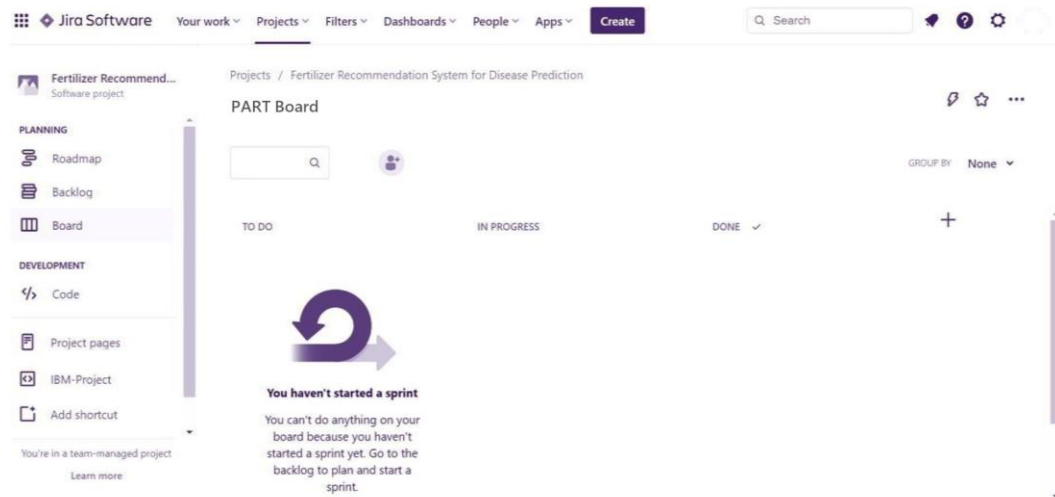 Jira Software Your work Projects Filters Dashboards People Apps Create Search
Fertilizer Recommend...
Software project
PLANNING
Roadmap
Backlog
Board
DEVELOPMENT
Code
Project pages
IBM-Project
Add shortcut
You're in a team-managed project
Learn more
Projects / Fertilizer Recommendation System for Disease Prediction
PART Board
GROUP BY None
TO DO IN PROGRESS DONE
You haven't started a sprint
You can't do anything on your
board because you haven't
started a sprint yet. Go to the
backlog to plan and start a
sprint.